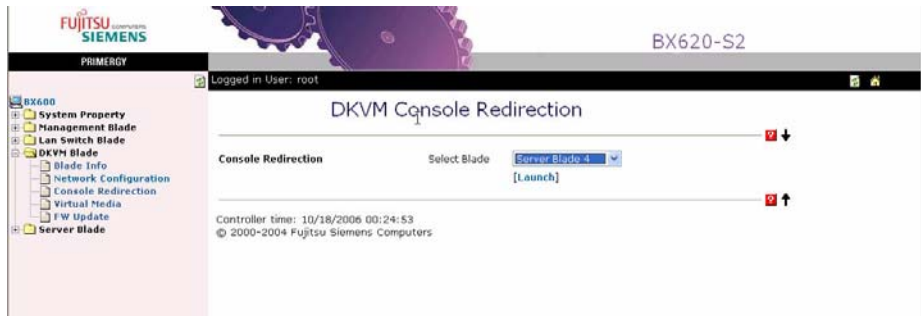 FUJITSU COMPUTERS
SIEMENS
BX620-S2
PRIMERGY
Logged in User: root
BX600
System Property
Management Blade
Lan Switch Blade
DKVM Blade
Blade Info
Network Configuration
Console Redirection
Virtual Media
FW Update
Server Blade
DKVM Console Redirection
?
Console Redirection Select Blade Server Blade 4
[Launch]
?
Controller time: 10/18/2006 00:24:53
© 2000-2004 Fujitsu Siemens Computers